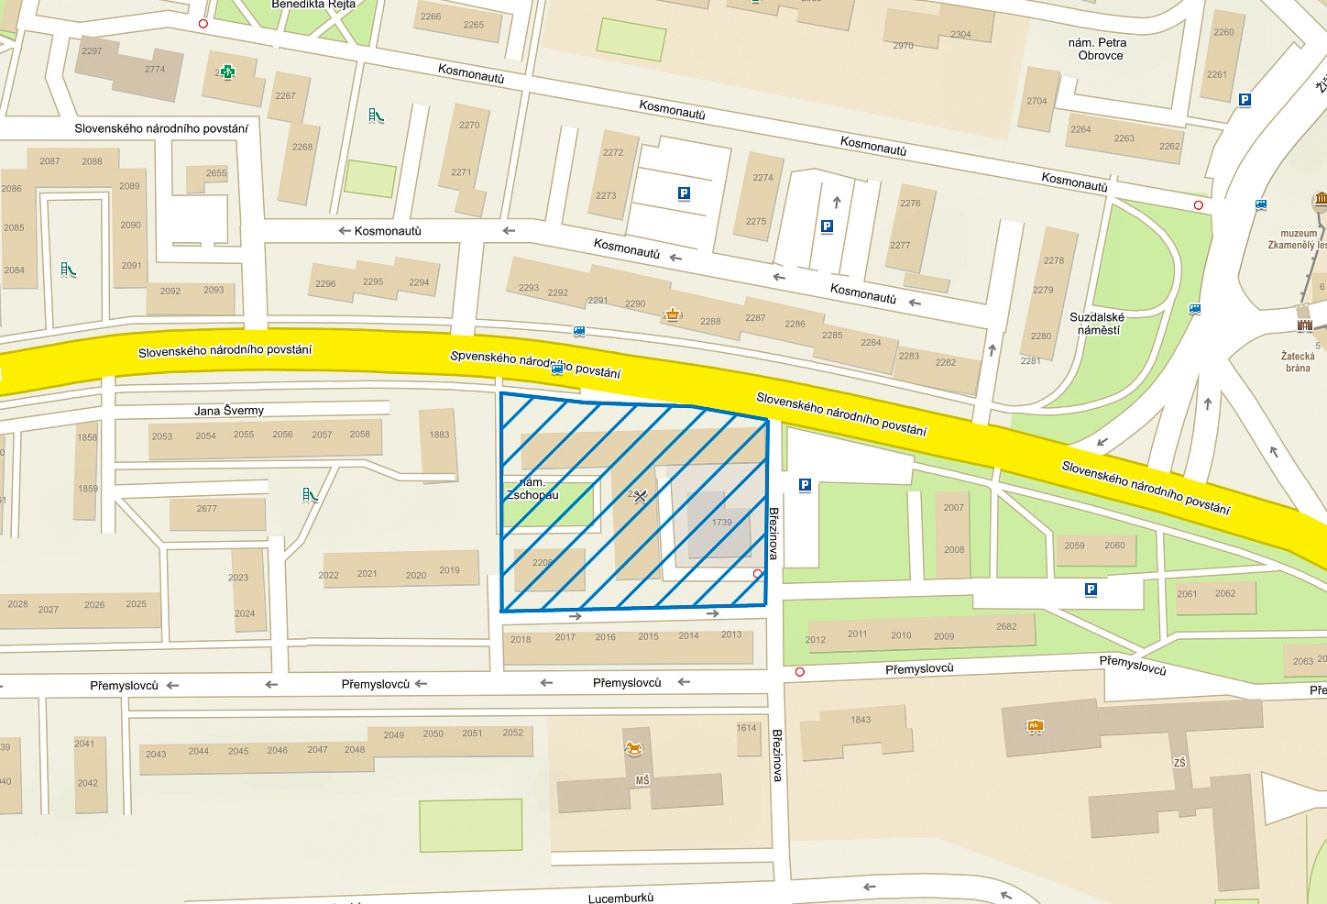 Benedikta Rejta
2266
2265
2970
2304
nám. Petra
Obrovce
2260
2261
P
2297
2774
2267
Kosmonautů
Kosmonautů
Kosmonautů
Kosmonautů
2704
2264
2263
2262
Slovenského národního povstání
2268
2270
2271
2272
2273
P
2274
2275
P
2276
2277
2087
2088
2086
2089
2655
2085
2090
2084
2091
2092
2093
Kosmonautů
Kosmonautů
Kosmonautů
muzeum
Zkamenělý les
6
2278
2279
2280
2281
Suzdalské
náměstí
5
Žatecká
brána
2296
2295
2294
2293
2292
2291
2290
2288
2287
2286
2285
2284
2283
2282
Slovenského národního povstání
národního povstání
Slovenského národního povstání
Slovenského národního povstání
Jana Švermy
1858
2053
2054
2055
2056
2057
2058
1883
1859
2677
nám.
Zschopau
1739
Březinova
P
2007
2008
2059
2060
P
2061
2062
2022
2021
2020
2019
2023
2024
2028
2027
2026
2025
2018
2017
2016
2015
2014
2013
2012
2011
2010
2009
2682
2063
Přemyslovců
Přemyslovců
Přemyslovců
Přemyslovců
Přemyslovců
Pře
39
40
2041
2042
2043
2044
2045
2046
2047
2048
2049
2050
2051
2052
1614
MŠ
Březinova
1843
ZŠ
Lucemburků